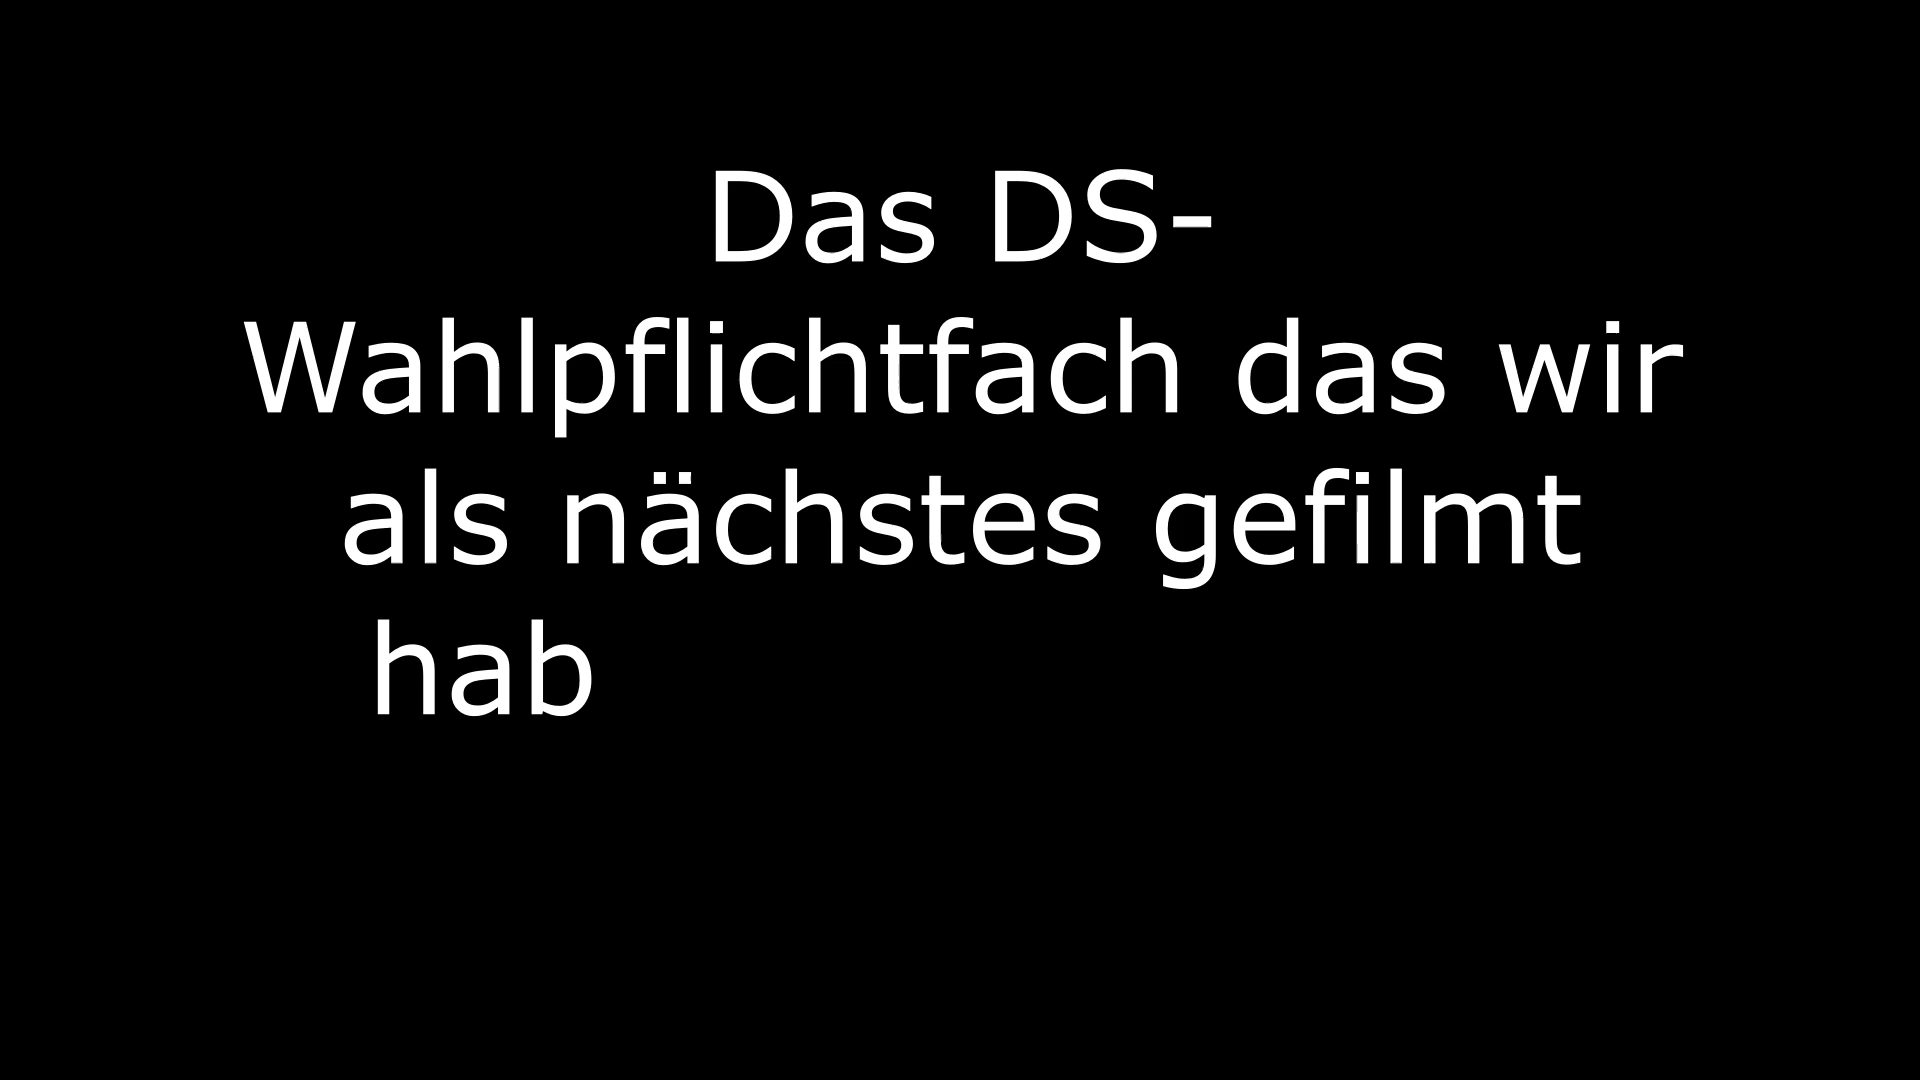 Das DS-
Wahlpflichtfach das wir
als nächstes gefilmt
hab